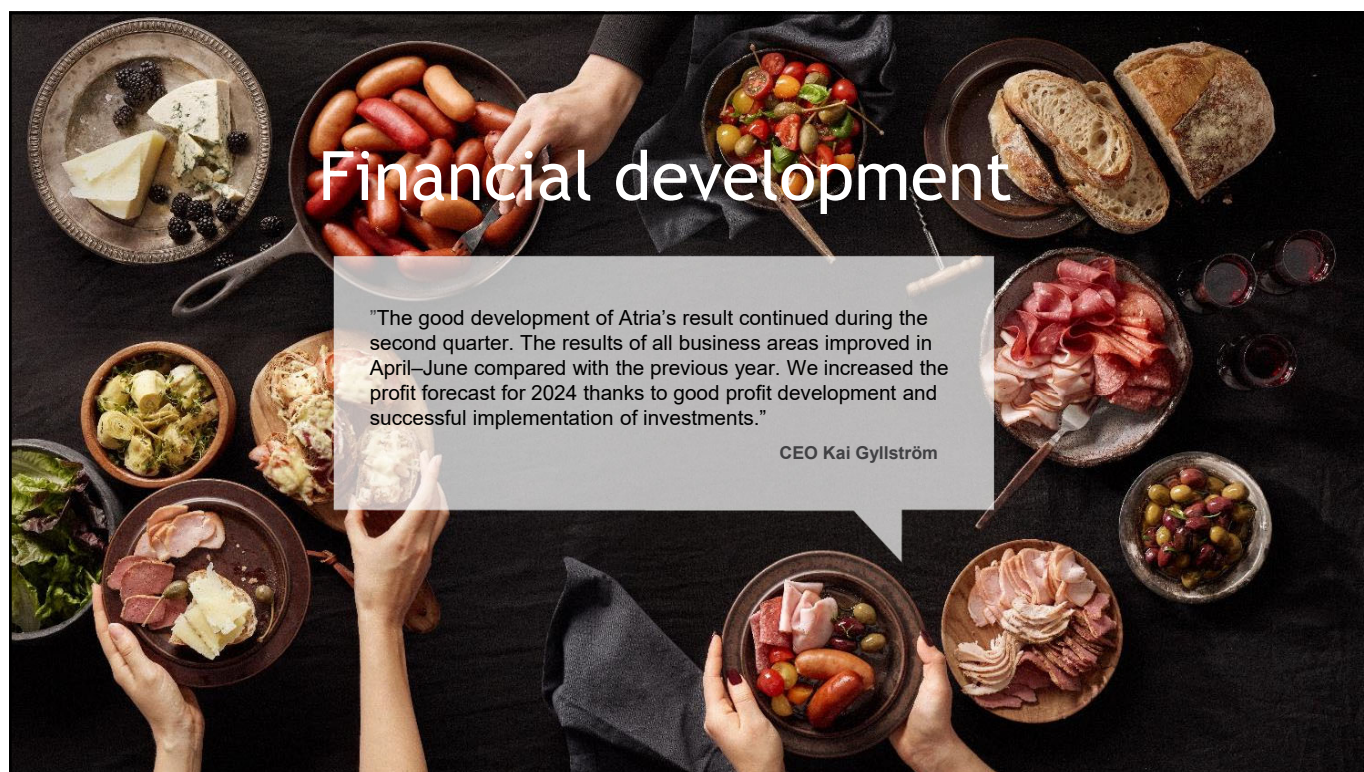 Financial development
”The good development of Atria’s result continued during the
second quarter. The results of all business areas improved in
April–June compared with the previous year. We increased the
profit forecast for 2024 thanks to good profit development and
successful implementation of investments.”
CEO Kai Gyllström